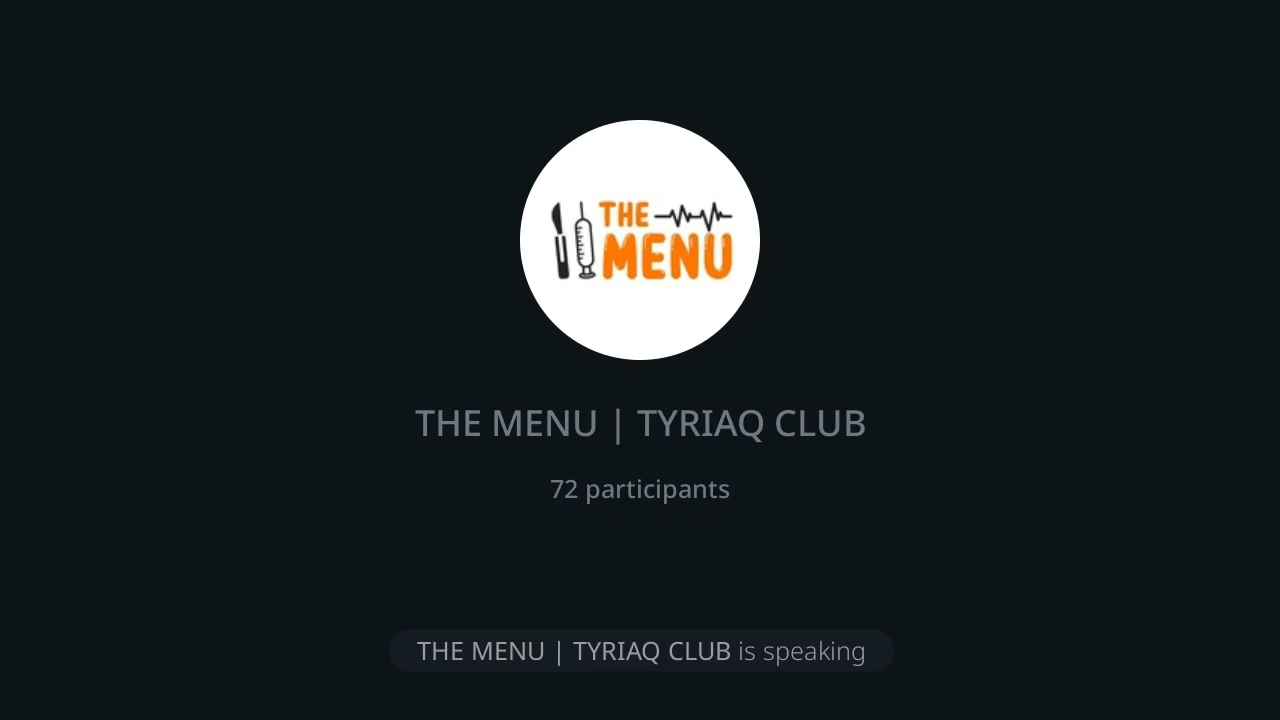 THE
MENU
THE MENU | TYRIAQ CLUB
72 participants
THE MENU | TYRIAQ CLUB is speaking